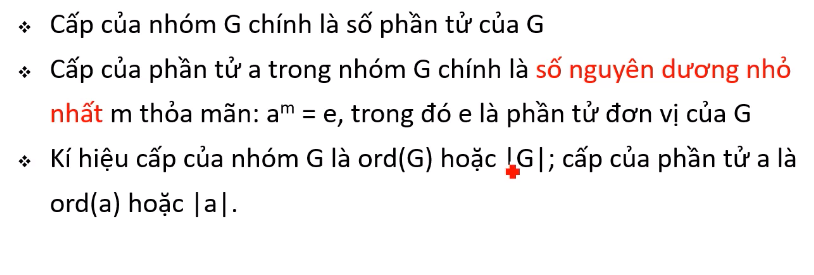 ❖ Cấp của nhóm G chính là số phần tử của G
❖ Cấp của phần tử a trong nhóm G chính là số nguyên dương nhỏ
nhất m thỏa mãn: aᵐ = e, trong đó e là phần tử đơn vị của G
❖ Kí hiệu cấp của nhóm G là ord(G) hoặc |G|; cấp của phần tử a là
ord(a) hoặc |a|.